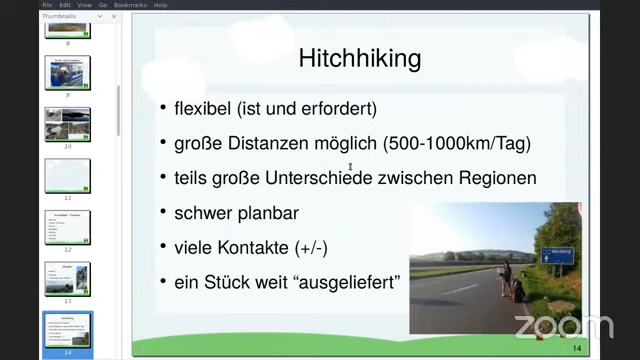 File Edit View Go Bookmarks Help
Thumbnails
8
9
10
11
12
13
14
Hitchhiking
• flexibel (ist und erfordert)
• große Distanzen möglich (500-1000km/Tag)
• teils große Unterschiede zwischen Regionen
• schwer planbar
• viele Kontakte (+/-)
• ein Stück weit “ausgeliefert”
Würzburg
14
zoom